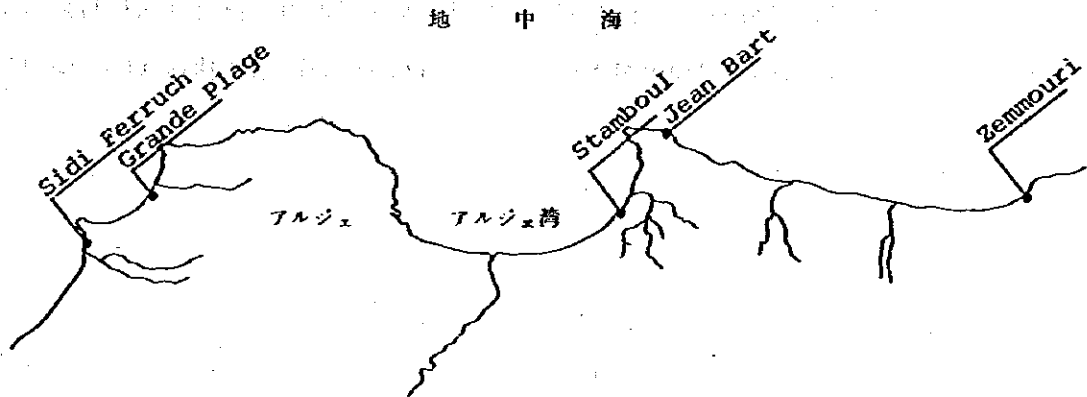 地中海
Sidi Ferruch
Grande Plage
Stamboul
Jean Bart
Zemmouri
アルジェ
アルジェ湾